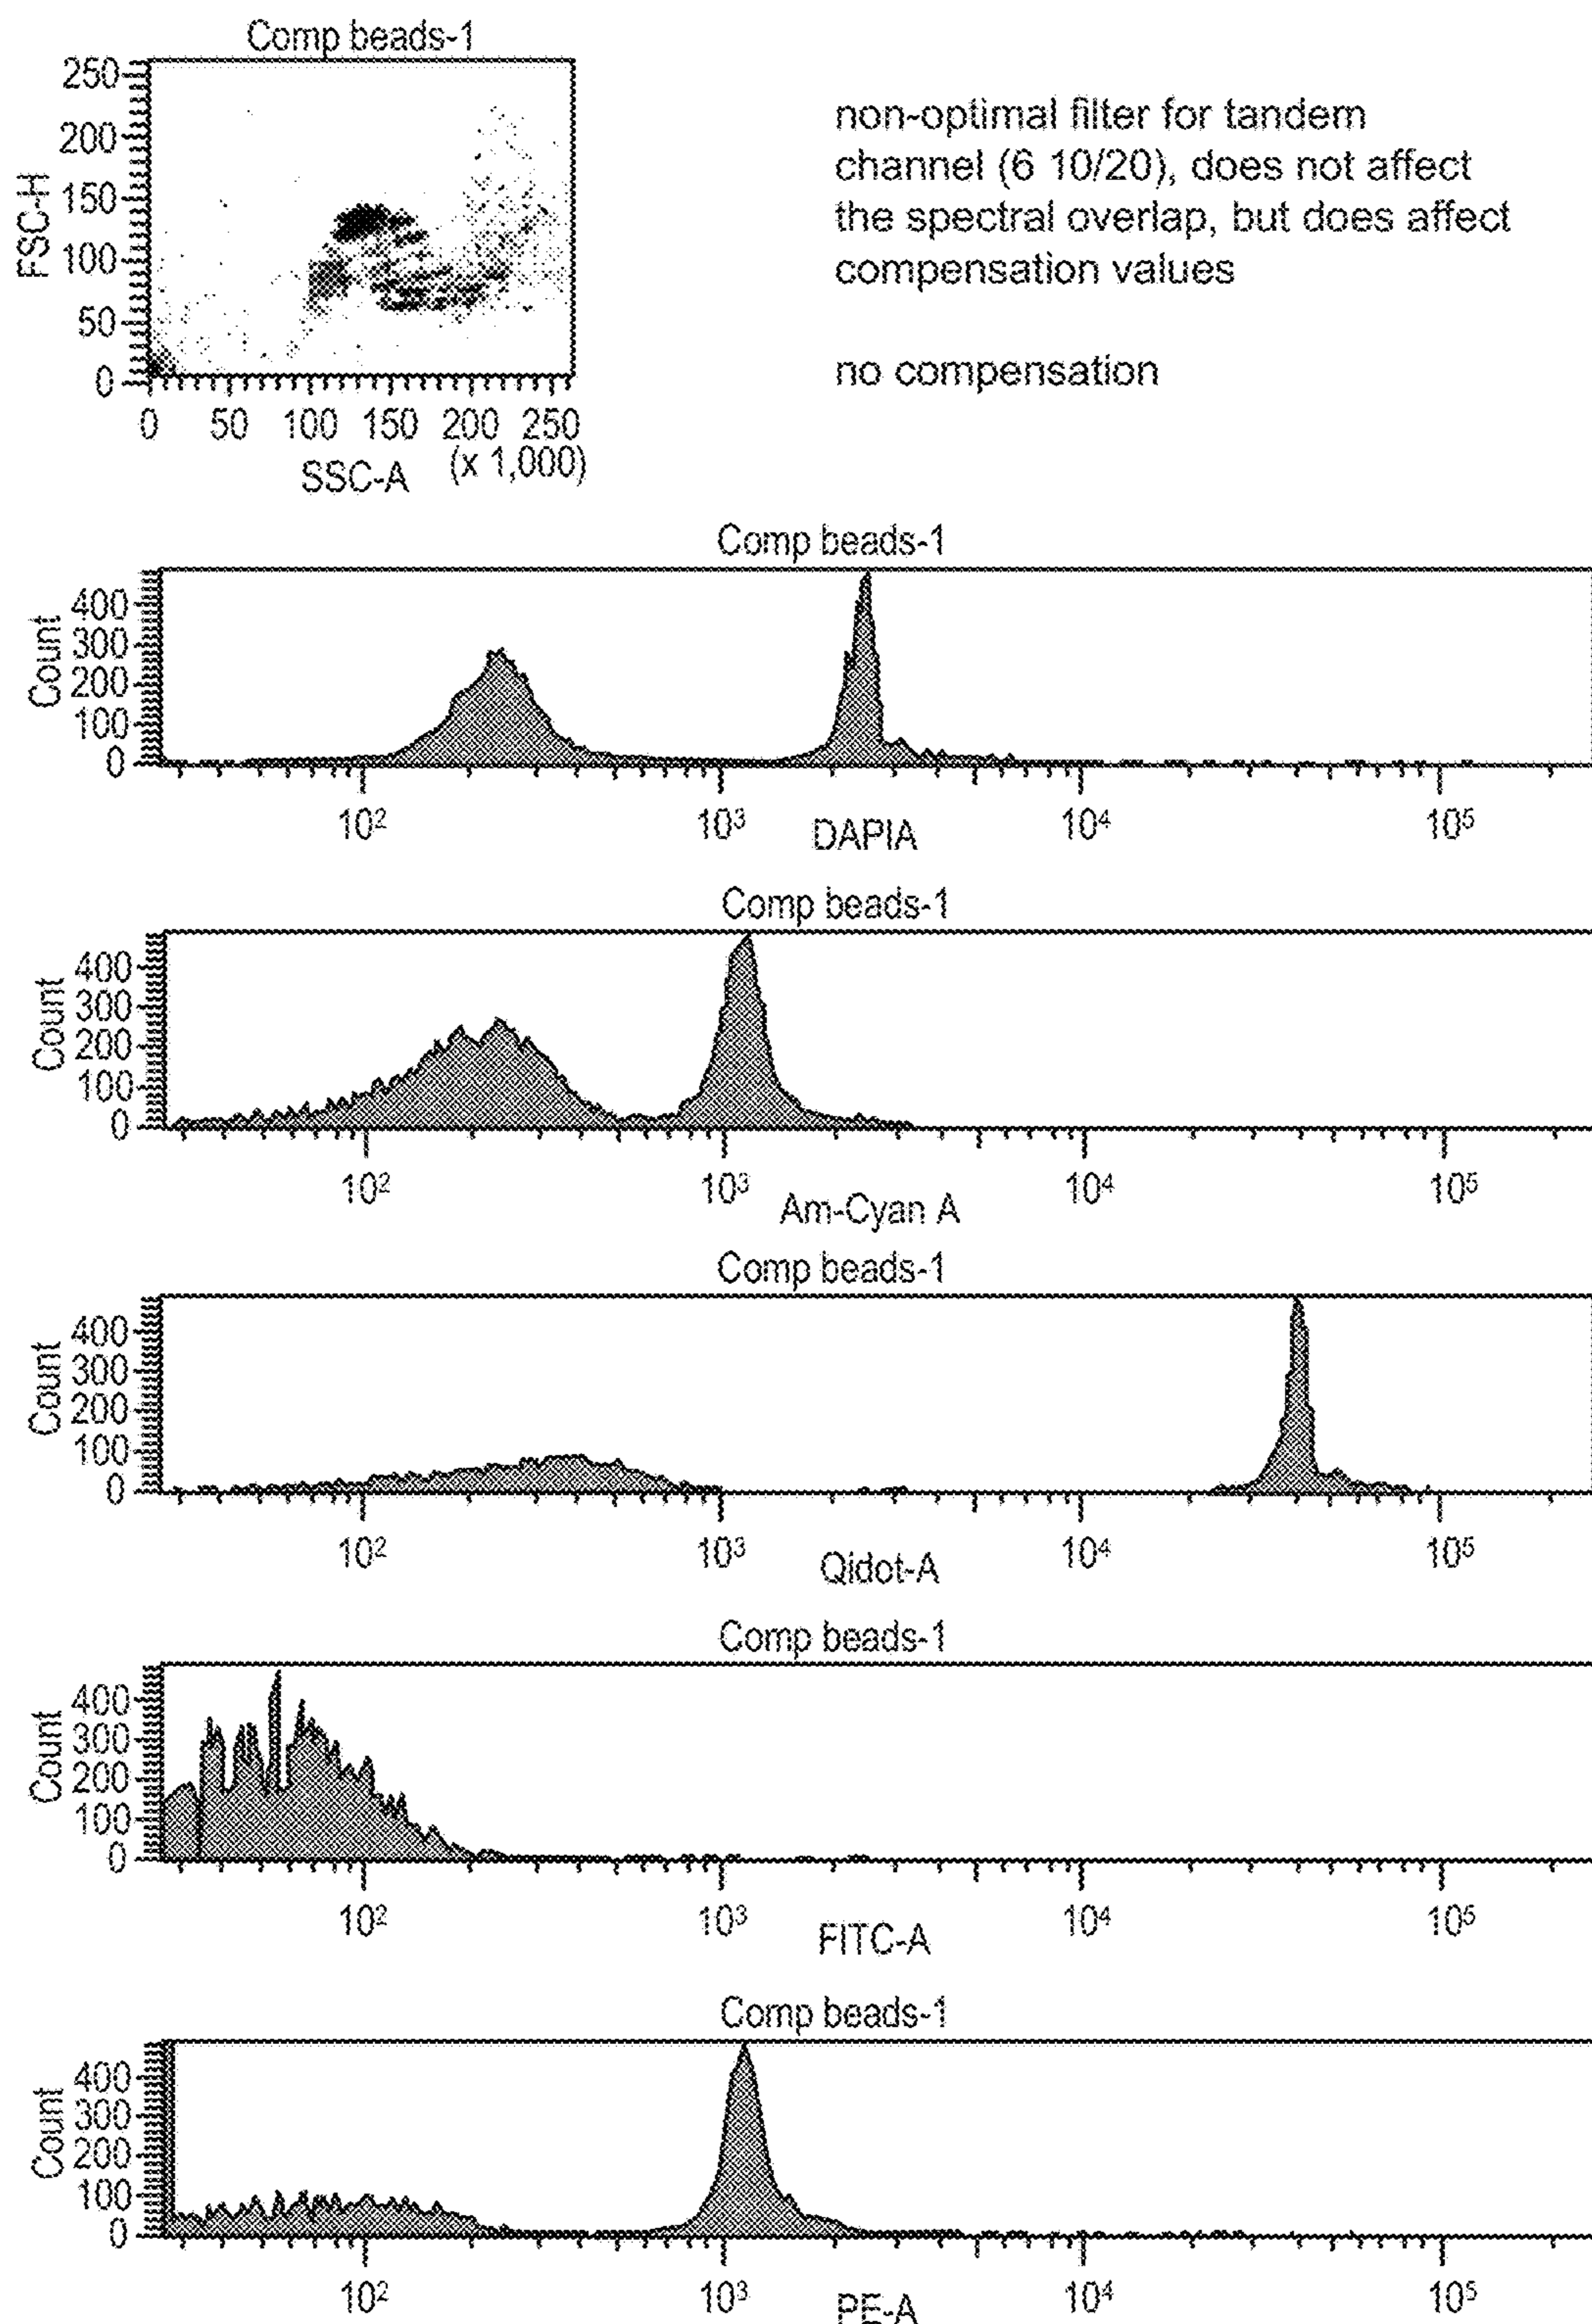 Comp beads-1
250
200
150
100
50
0
FSC-H
0 50 100 150 200 250
SSC-A (x 1,000)
non-optimal filter for tandem
channel (6 10/20), does not affect
the spectral overlap, but does affect
compensation values
no compensation
Comp beads-1
Count
400
300
200
100
0
10² 10³ 10⁴ 10⁵
DAPIA
Comp beads-1
Count
400
300
200
100
0
10² 10³ 10⁴ 10⁵
Am-Cyan A
Comp beads-1
Count
400
300
200
100
0
10² 10³ 10⁴ 10⁵
Qidot-A
Comp beads-1
Count
400
300
200
100
0
10² 10³ 10⁴ 10⁵
FITC-A
Comp beads-1
Count
400
300
200
100
0
10² 10³ 10⁴ 10⁵
PE-A